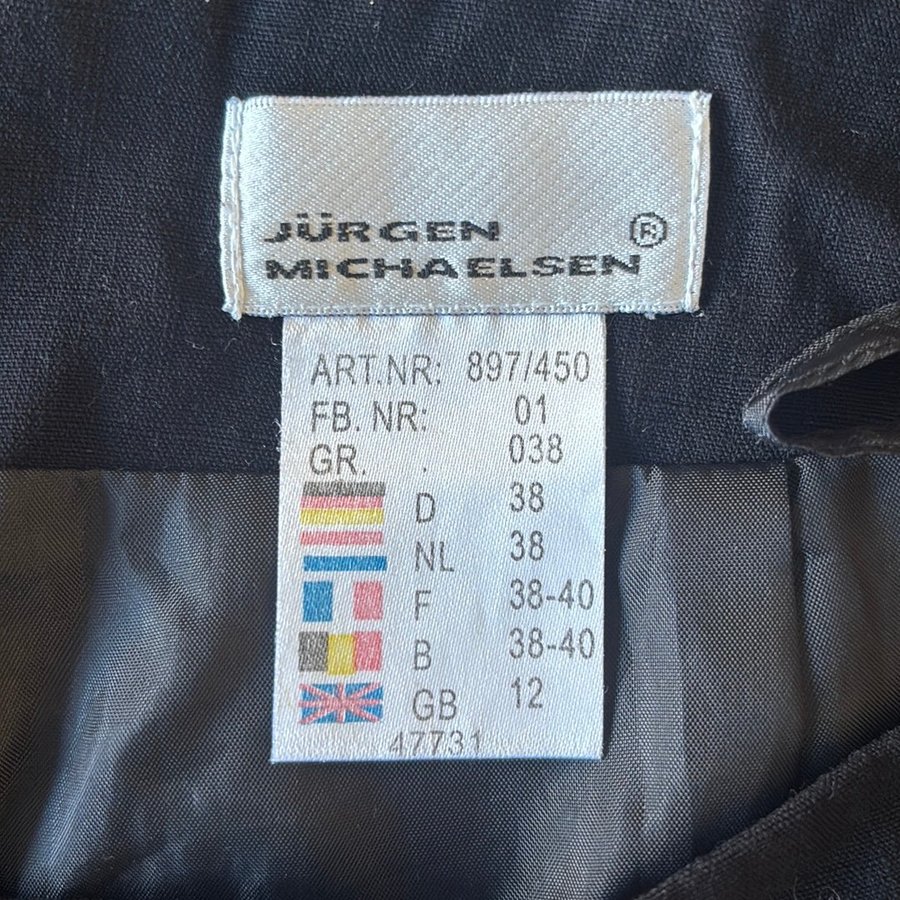 JÜRGEN ®
MICHAELSEN
ART.NR: 897/450
FB. NR: 01
GR. . 038
D 38
NL 38
F 38-40
B 38-40
GB 12
47731